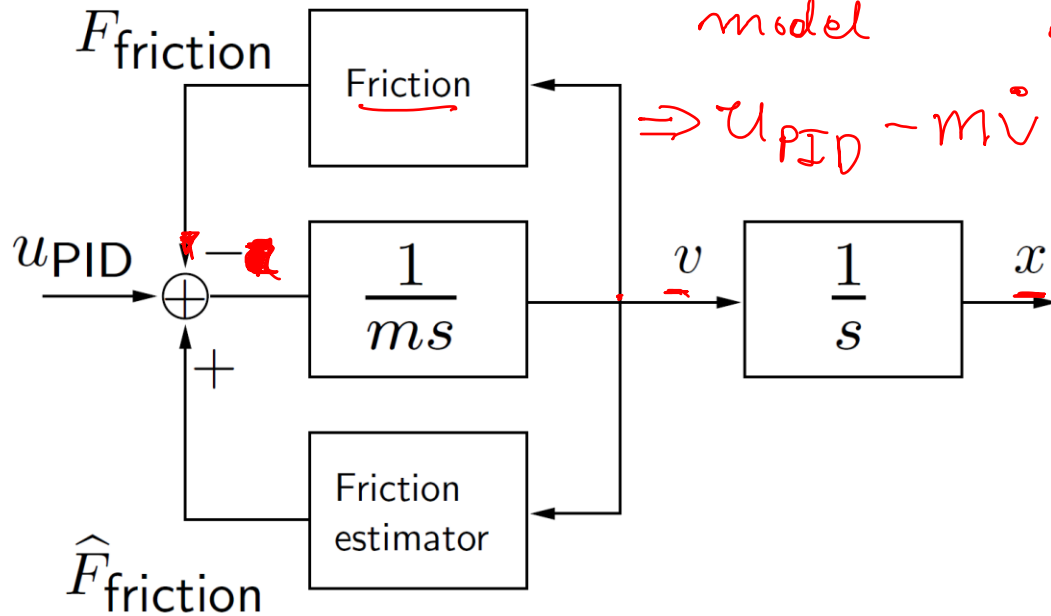 model
F_friction
Friction
⇒ u_PID - mv̇
u_PID
−
+
1/ms
v
1/s
x
+
Friction
estimator
F̂_friction